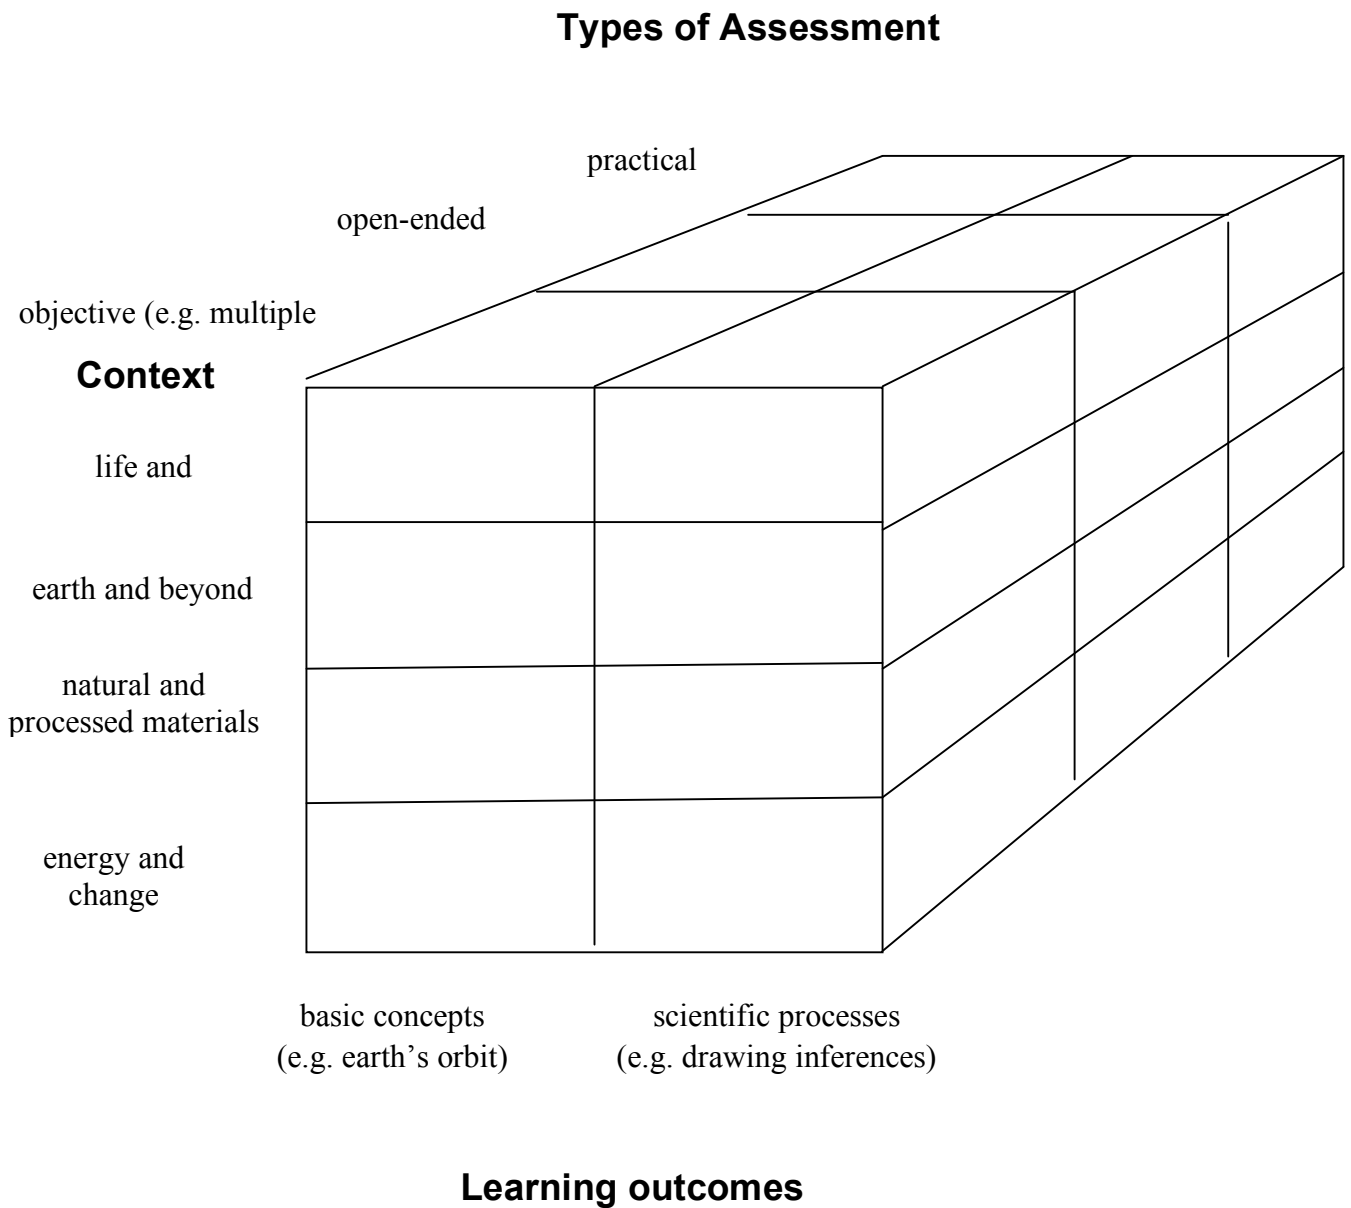 Types of Assessment
practical
open-ended
objective (e.g. multiple
Context
life and
earth and beyond
natural and
processed materials
energy and
change
basic concepts
(e.g. earth’s orbit)
scientific processes
(e.g. drawing inferences)
Learning outcomes